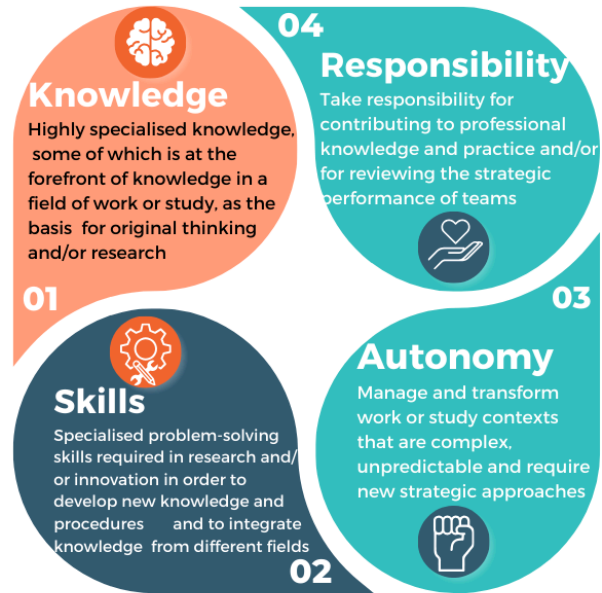 Knowledge
Highly specialised knowledge,
some of which is at the
forefront of knowledge in a
field of work or study, as the
basis for original thinking
and/or research
01
Skills
Specialised problem-solving
skills required in research and/
or innovation in order to
develop new knowledge and
procedures and to integrate
knowledge from different fields
02
Autonomy
Manage and transform
work or study contexts
that are complex,
unpredictable and require
new strategic approaches
03
04
Responsibility
Take responsibility for
contributing to professional
knowledge and practice and/or
for reviewing the strategic
performance of teams